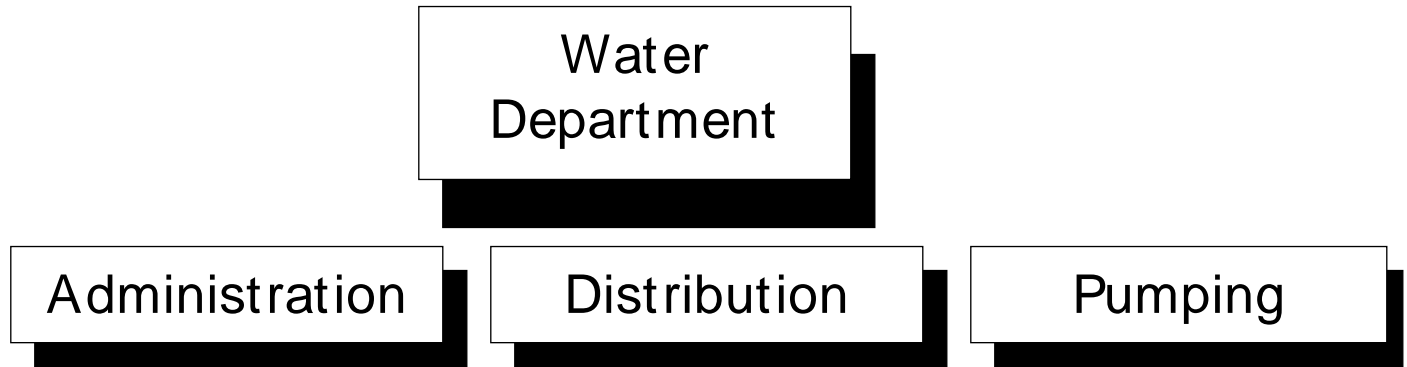 Water
Department
Administration
Distribution
Pumping